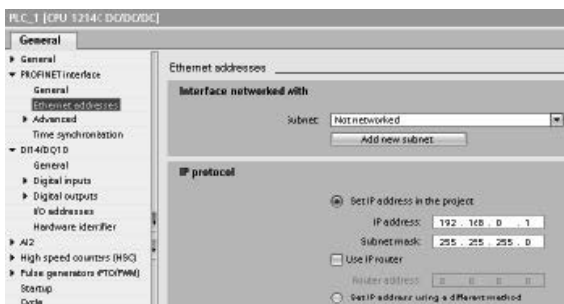 PLC_1 [CPU 1214C DC/DC/DC]
General
General
PROFINET interface
General
Ethernet addresses
Advanced
Time synchronization
DI14/DQ10
General
Digital inputs
Digital outputs
I/O addresses
Hardware identifier
AI2
High speed counters (HSC)
Pulse generators (PTO/PWM)
Startup
Cycle
Ethernet addresses
Interface networked with
Subnet:
Not networked
Add new subnet
IP protocol
Set IP address in the project
IP address:
192 . 168 . 0 . 1
Subnet mask:
255 . 255 . 255 . 0
Use IP router
Router address:
0 . 0 . 0 . 0
Set IP address using a different method